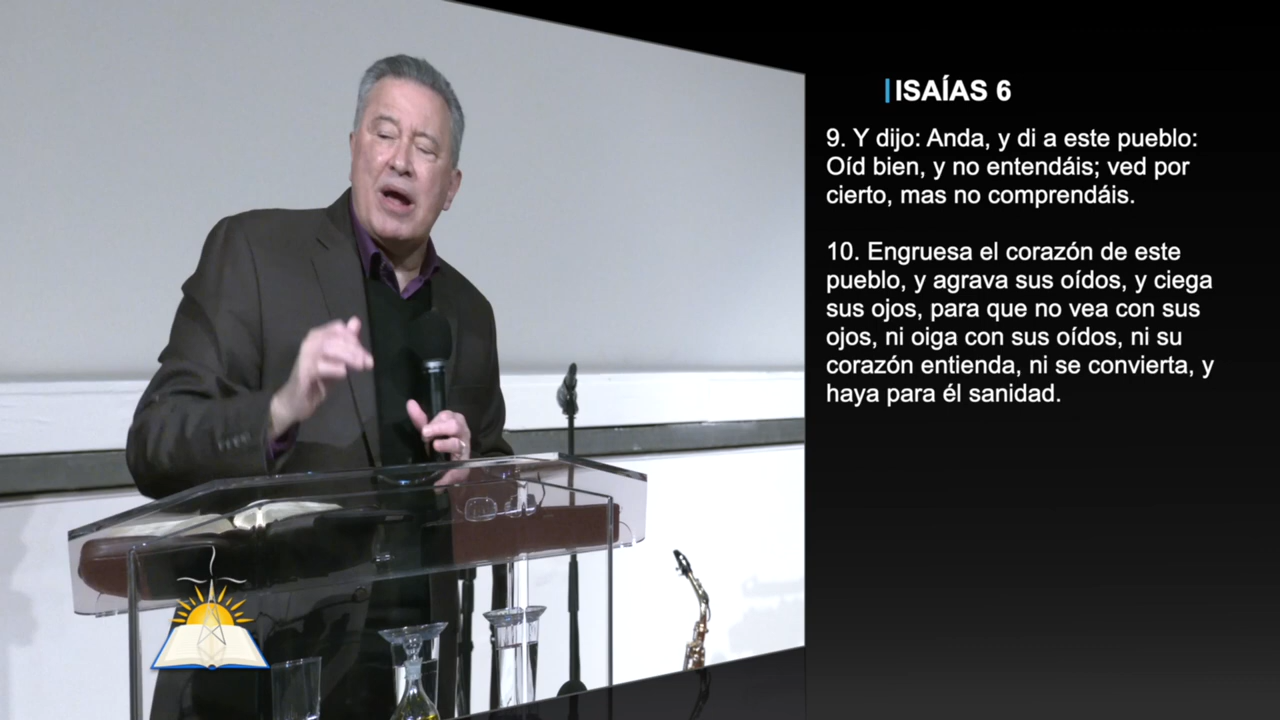 ISAÍAS 6
9. Y dijo: Anda, y di a este pueblo:
Oíd bien, y no entendáis; ved por
cierto, mas no comprendáis.
10. Engruesa el corazón de este
pueblo, y agrava sus oídos, y ciega
sus ojos, para que no vea con sus
ojos, ni oiga con sus oídos, ni su
corazón entienda, ni se convierta, y
haya para él sanidad.